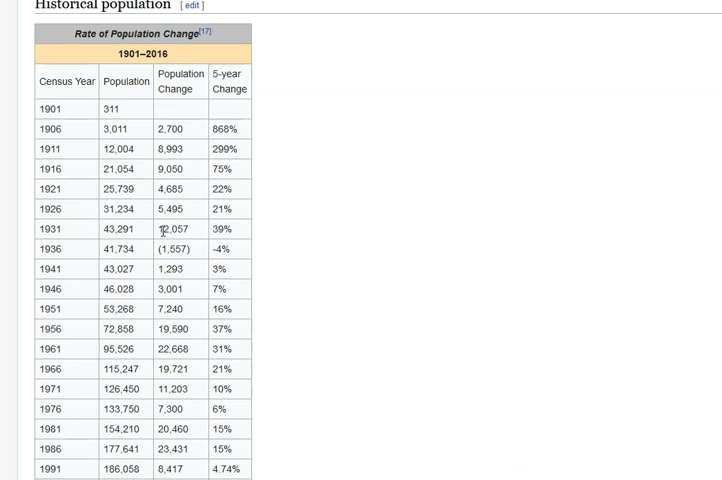 Historical population [ edit ]
Rate of Population Change[17]
1901–2016
Census Year Population Population Change 5-year Change
1901 311
1906 3,011 2,700 868%
1911 12,004 8,993 299%
1916 21,054 9,050 75%
1921 25,739 4,685 22%
1926 31,234 5,495 21%
1931 43,291 12,057 39%
1936 41,734 (1,557) -4%
1941 43,027 1,293 3%
1946 46,028 3,001 7%
1951 53,268 7,240 16%
1956 72,858 19,590 37%
1961 95,526 22,668 31%
1966 115,247 19,721 21%
1971 126,450 11,203 10%
1976 133,750 7,300 6%
1981 154,210 20,460 15%
1986 177,641 23,431 15%
1991 186,058 8,417 4.74%